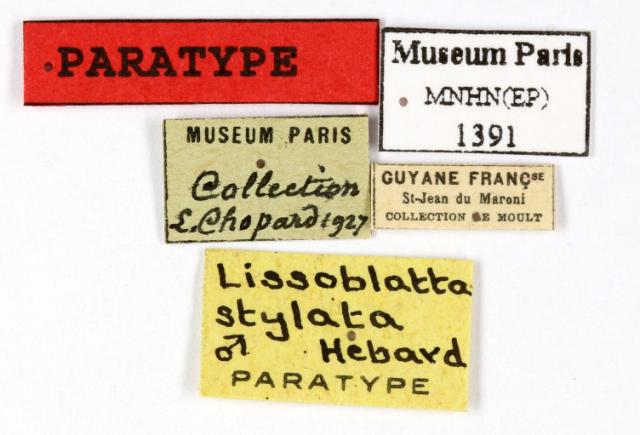 PARATYPE
Museum Paris
MNHN(EP)
1391
MUSEUM PARIS
Collection
L. Chopard 1927
GUYANE FRANÇSE
St-Jean du Maroni
COLLECTION LE MOULT
Lissoblatta
stylata
♂ Hebard
PARATYPE